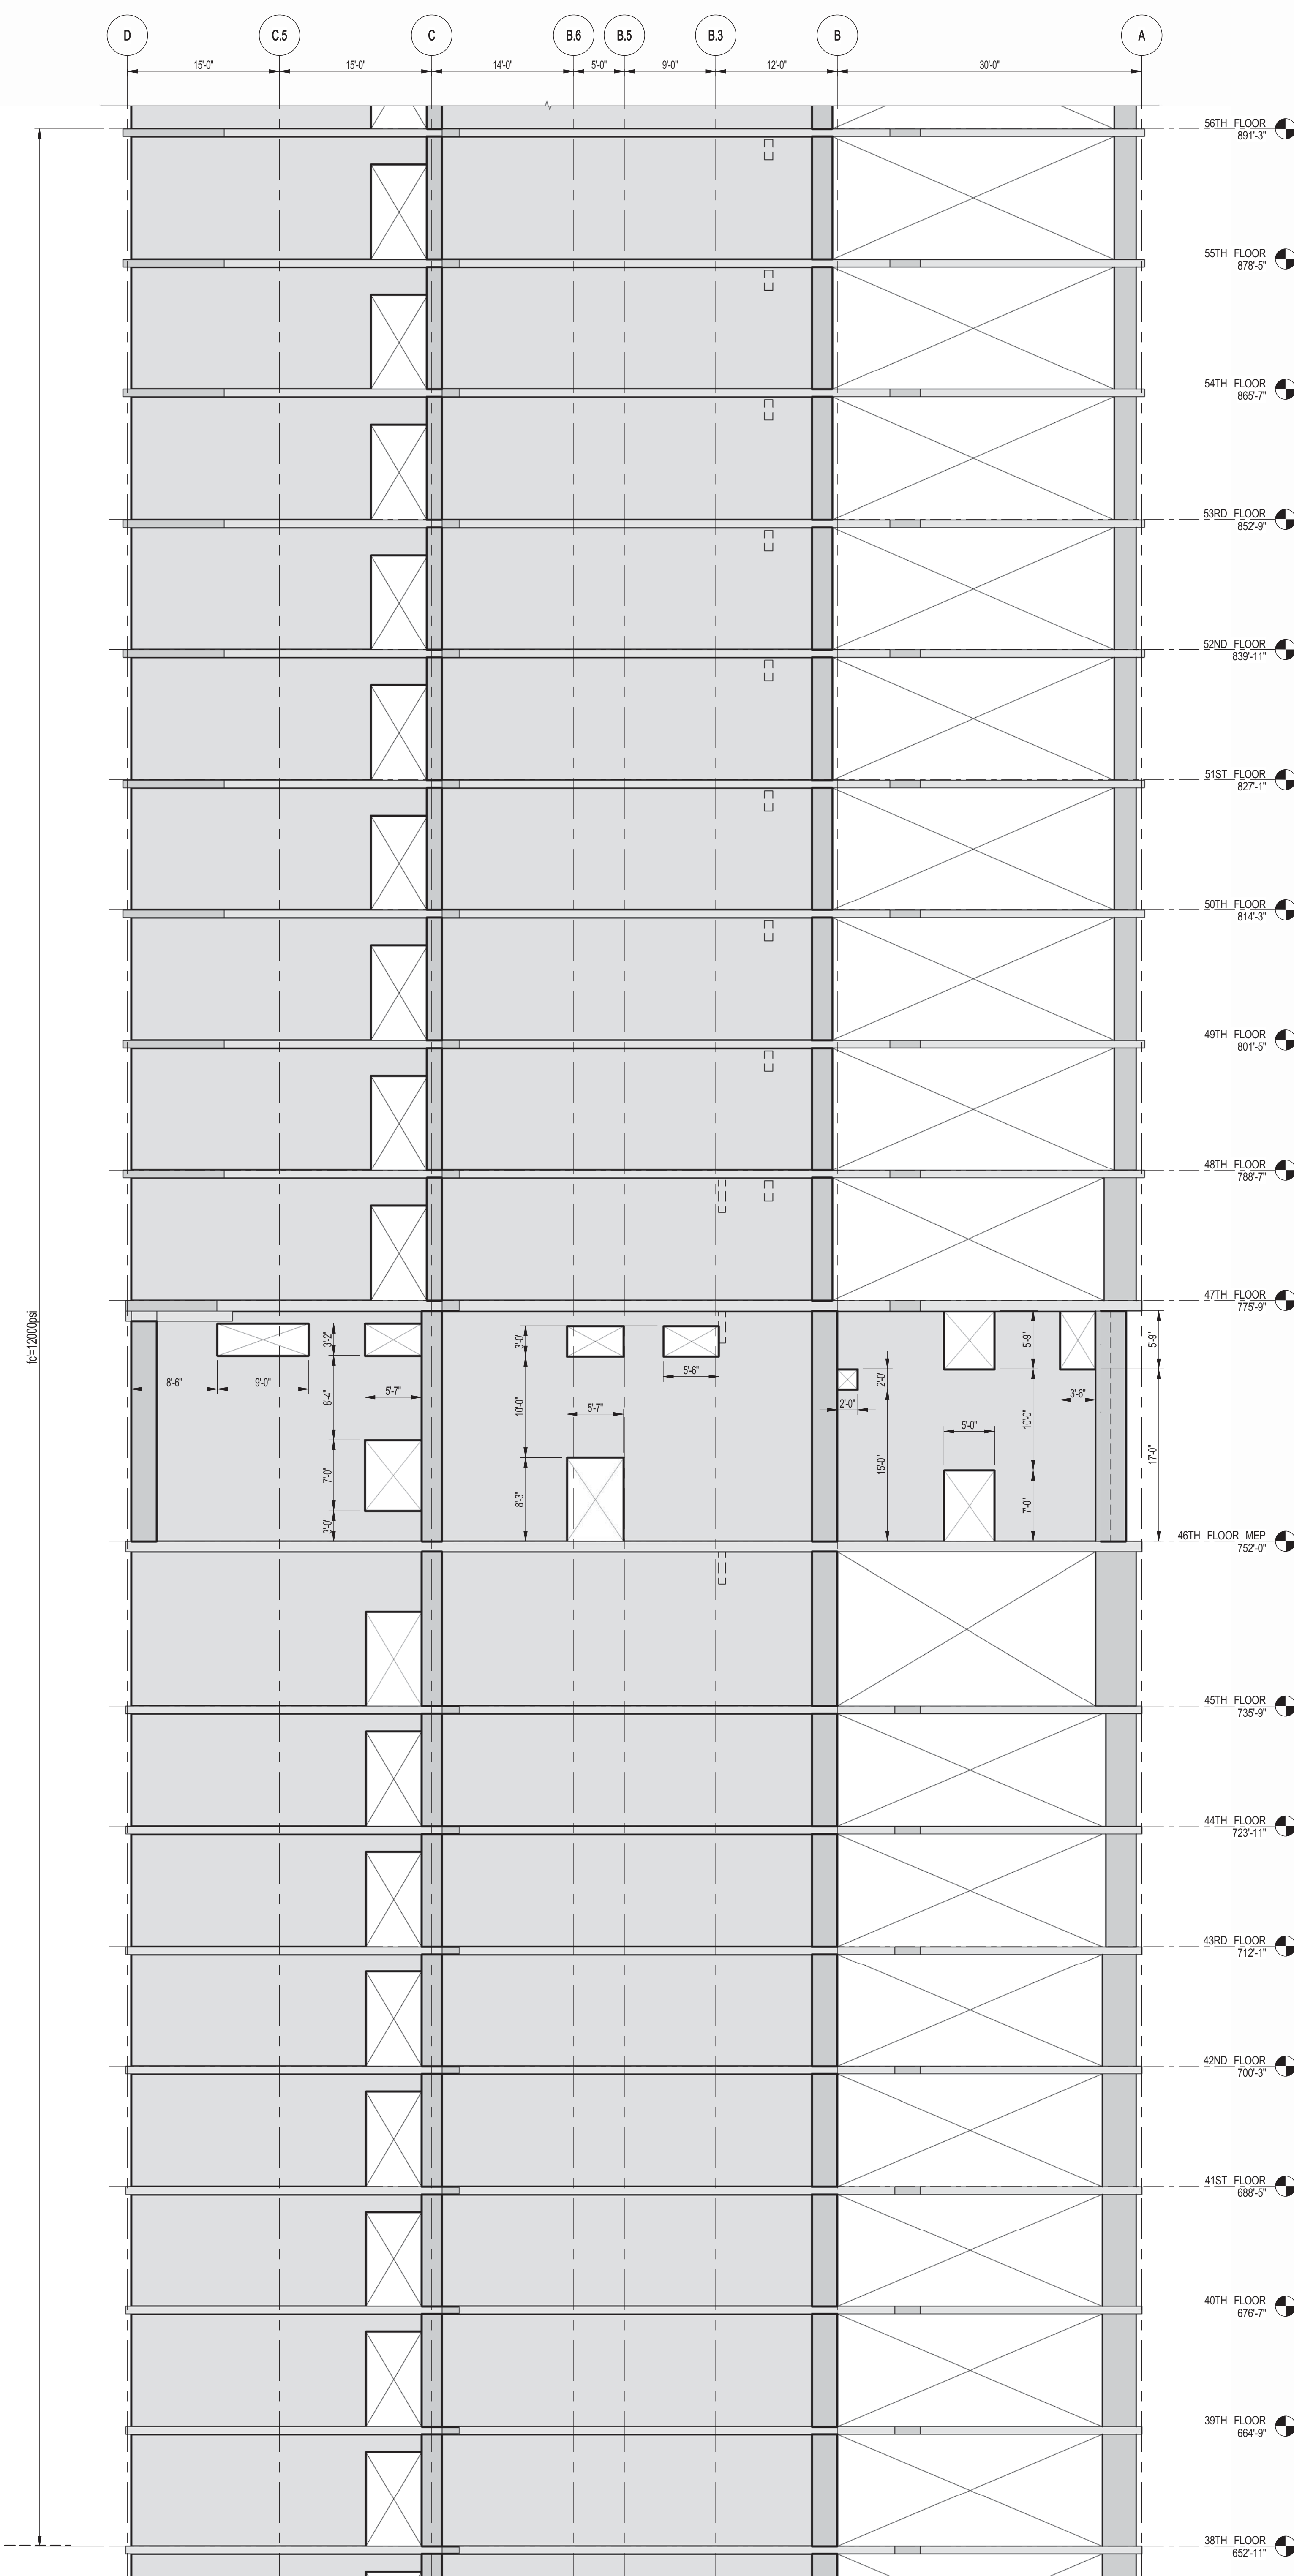 D
C.5
C
B.6
B.5
B.3
B
A
15'-0"
15'-0"
14'-0"
5'-0"
9'-0"
12'-0"
30'-0"
56TH FLOOR
891'-3"
55TH FLOOR
878'-5"
54TH FLOOR
865'-7"
53RD FLOOR
852'-9"
52ND FLOOR
839'-11"
51ST FLOOR
827'-1"
50TH FLOOR
814'-3"
49TH FLOOR
801'-5"
48TH FLOOR
788'-7"
47TH FLOOR
775'-9"
fc'=12000psi
3'-2"
8'-6"
9'-0"
8'-4"
5'-7"
7'-0"
3'-0"
3'-0"
5'-6"
10'-0"
5'-7"
8'-3"
2'-0"
2'-0"
15'-0"
5'-9"
5'-0"
10'-0"
7'-0"
3'-6"
5'-9"
17'-0"
46TH FLOOR MEP
752'-0"
45TH FLOOR
735'-9"
44TH FLOOR
723'-11"
43RD FLOOR
712'-1"
42ND FLOOR
700'-3"
41ST FLOOR
688'-5"
40TH FLOOR
676'-7"
39TH FLOOR
664'-9"
38TH FLOOR
652'-11"